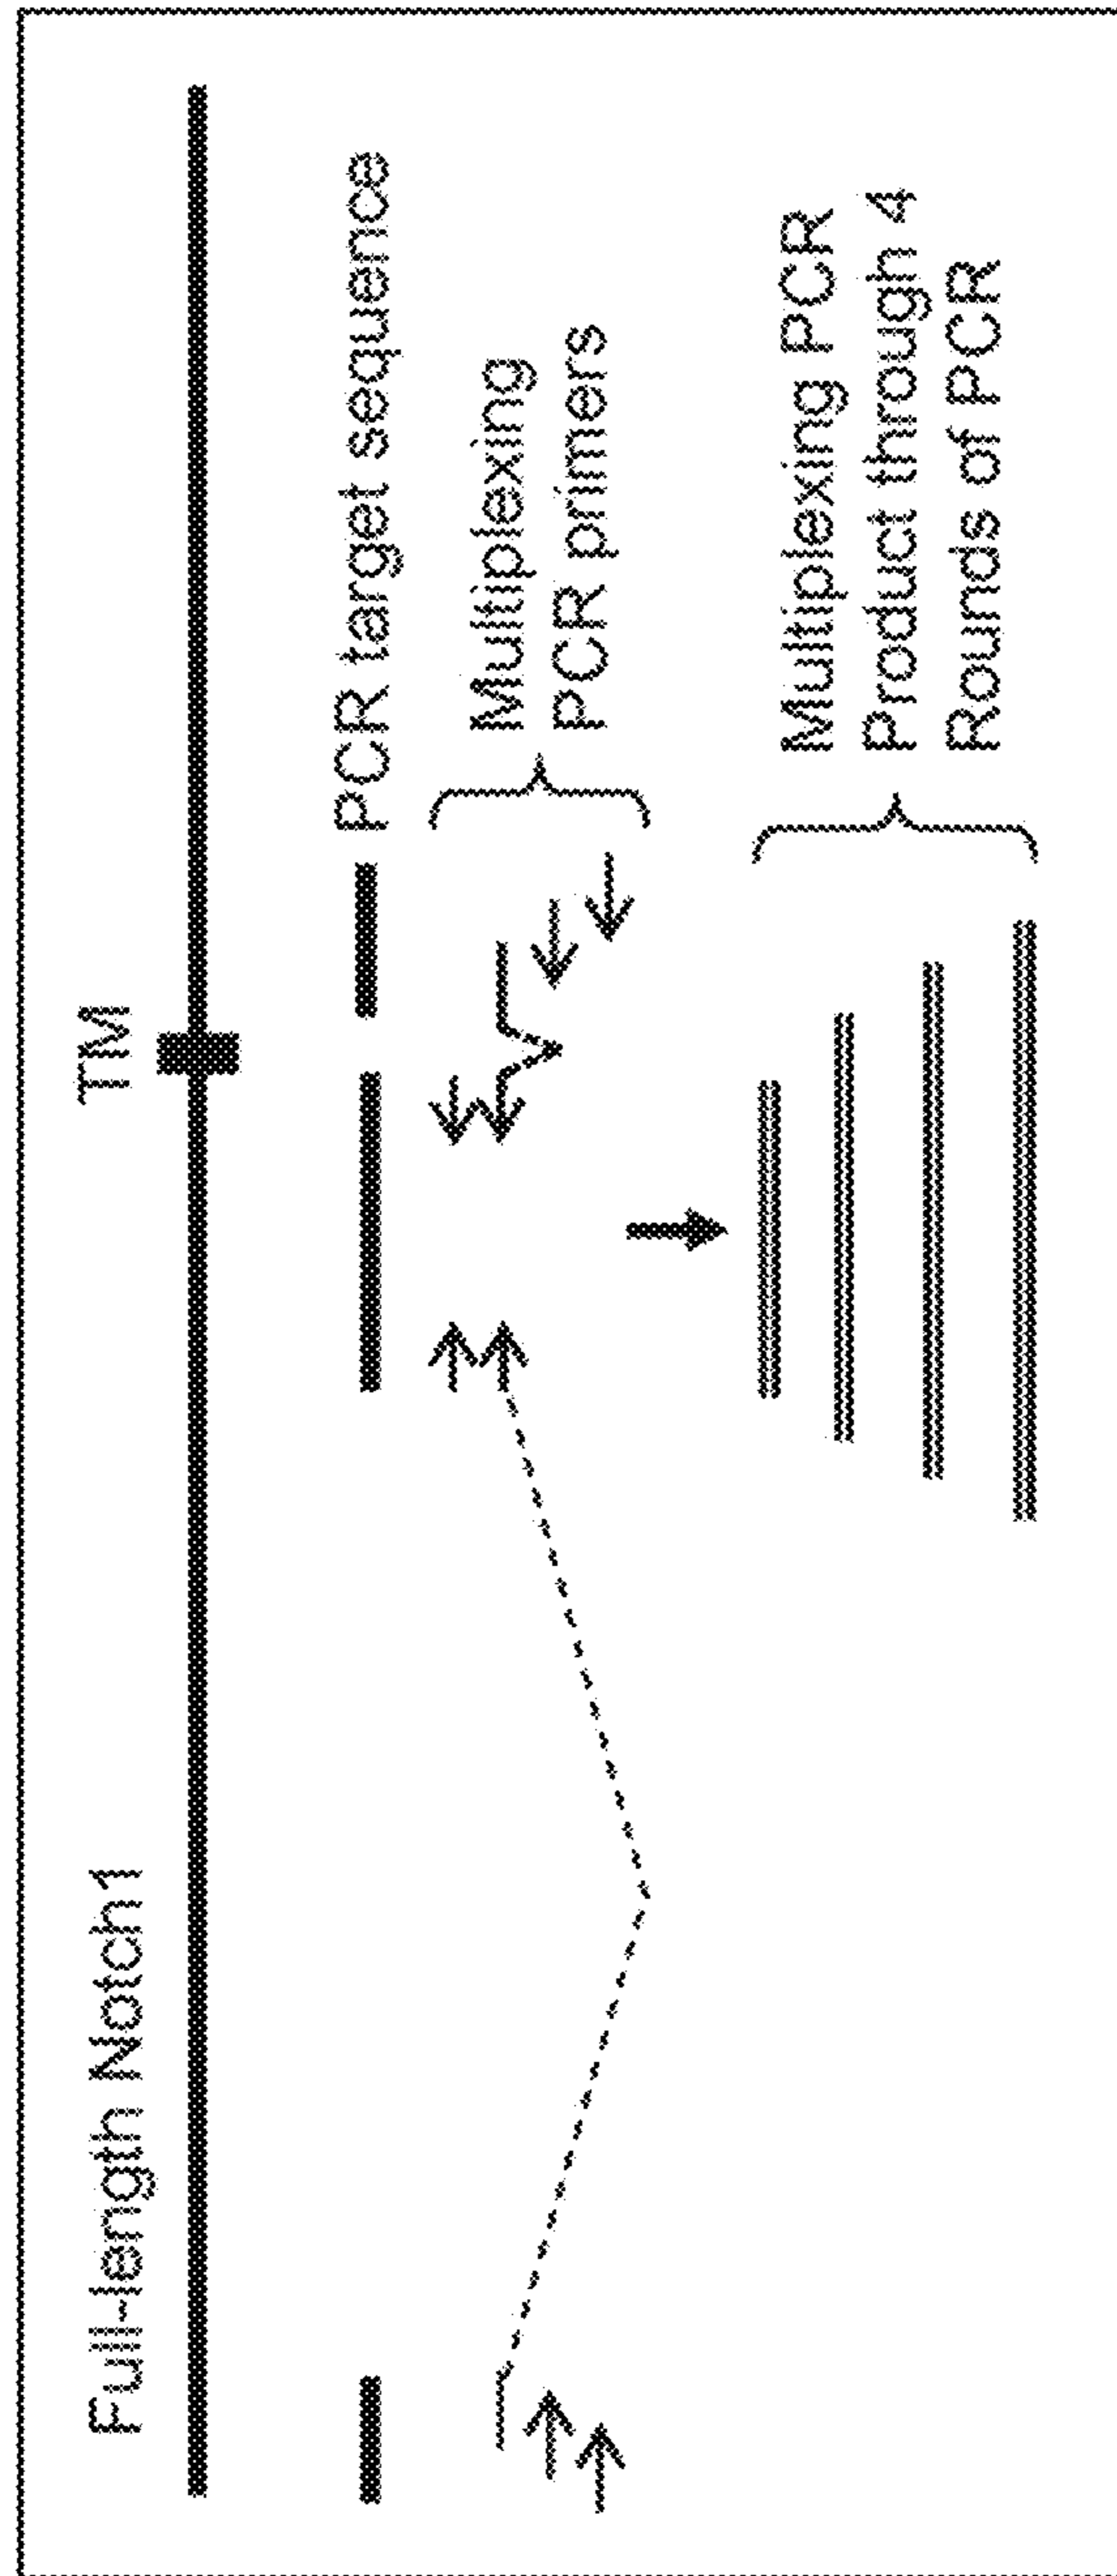 Full-length Notch1
TM
PCR target sequence
Multiplexing
PCR primers
Multiplexing PCR
Product through 4
Rounds of PCR